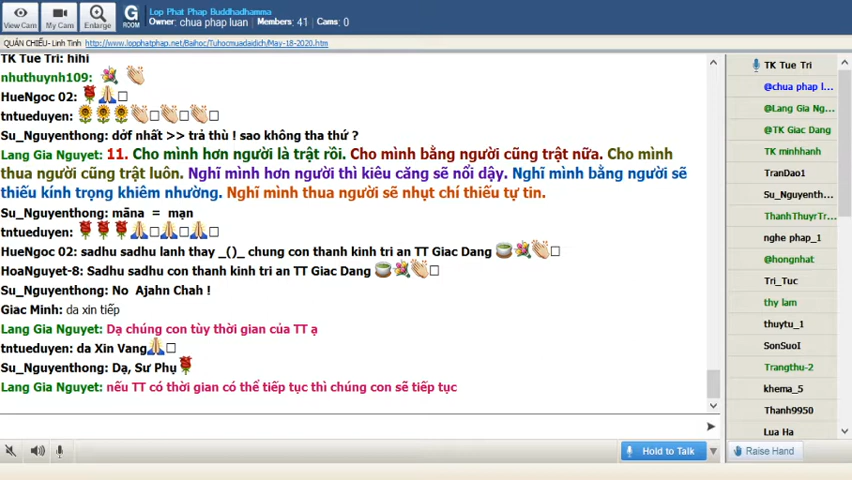 View Cam
My Cam
Enlarge
G
ROOM
Lop Phat Phap Buddhadhamma
Owner: chua phap luan Members: 41 Cams: 0
QUÁN CHIẾU- Linh Tinh http://www.lopphatphap.net/Baihoc/Tuhocmuadaidich/May-18-2020.htm
TK Tue Tri: hihi
nhuthuynh109:
HueNgoc 02:
tntueduyen:
Su_Nguyenthong: dởt nhất >> trả thù ! sao không tha thứ ?
Lang Gia Nguyet: 11. Cho mình hơn người là trật rồi. Cho mình bằng người cũng trật nữa. Cho mình
thua người cũng trật luôn. Nghĩ mình hơn người thì kiêu căng sẽ nổi dậy. Nghĩ mình bằng người sẽ
thiếu kính trọng khiêm nhường. Nghĩ mình thua người sẽ nhụt chí thiếu tự tin.
Su_Nguyenthong: māna = mạn
tntueduyen:
HueNgoc 02: sadhu sadhu lanh thay _()_ chung con thanh kinh tri an TT Giac Dang
HoaNguyet-8: Sadhu sadhu con thanh kinh tri an TT Giac Dang
Su_Nguyenthong: No Ajahn Chah !
Giac Minh: da xin tiếp
Lang Gia Nguyet: Dạ chúng con tùy thời gian của TT ạ
tntueduyen: da Xin Vang
Su_Nguyenthong: Dạ, Sư Phụ
Lang Gia Nguyet: nếu TT có thời gian có thể tiếp tục thì chúng con sẽ tiếp tục
Hold to Talk
TK Tue Tri
@chua phap l...
@Lang Gia Ng...
@TK Giac Dang
TK minhhanh
TranDao1
Su_Nguyenth...
ThanhThuyrTr...
nghe phap_1
@hongnhat
Tri_Tuc
thy lam
thuytu_1
SonSuoI
Trangthu-2
khema_5
Thanh9950
Lua Ha
Raise Hand